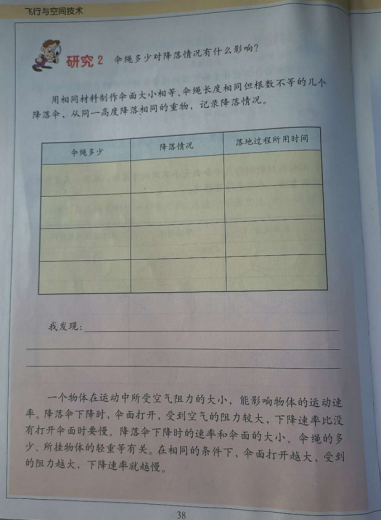 飞行与空间技术
研究2 伞绳多少对降落情况有什么影响?
用相同材料制作伞面大小相等、伞绳长度相同但根数不等的几个
降落伞,从同一高度降落相同的重物,记录降落情况。
伞绳多少 降落情况 落地过程所用时间
我发现:
一个物体在运动中所受空气阻力的大小,能影响物体的运动速
率。降落伞下降时,伞面打开,受到空气的阻力较大,下降速率比没
有打开伞面时要慢。降落伞下降时的速率和伞面的大小、伞绳的多
少、所挂物体的轻重等有关。在相同的条件下,伞面打开越大,受到
的阻力越大,下降速率就越慢。
38